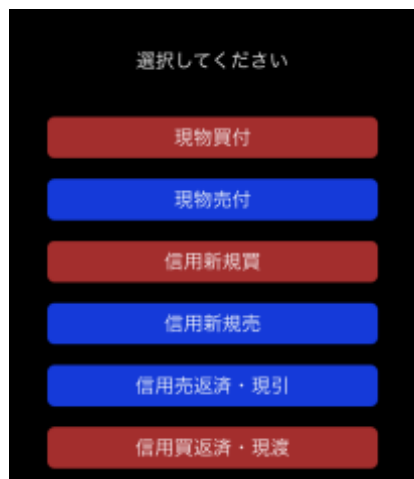 選択してください
現物買付
現物売付
信用新規買
信用新規売
信用売返済・現引
信用買返済・現渡